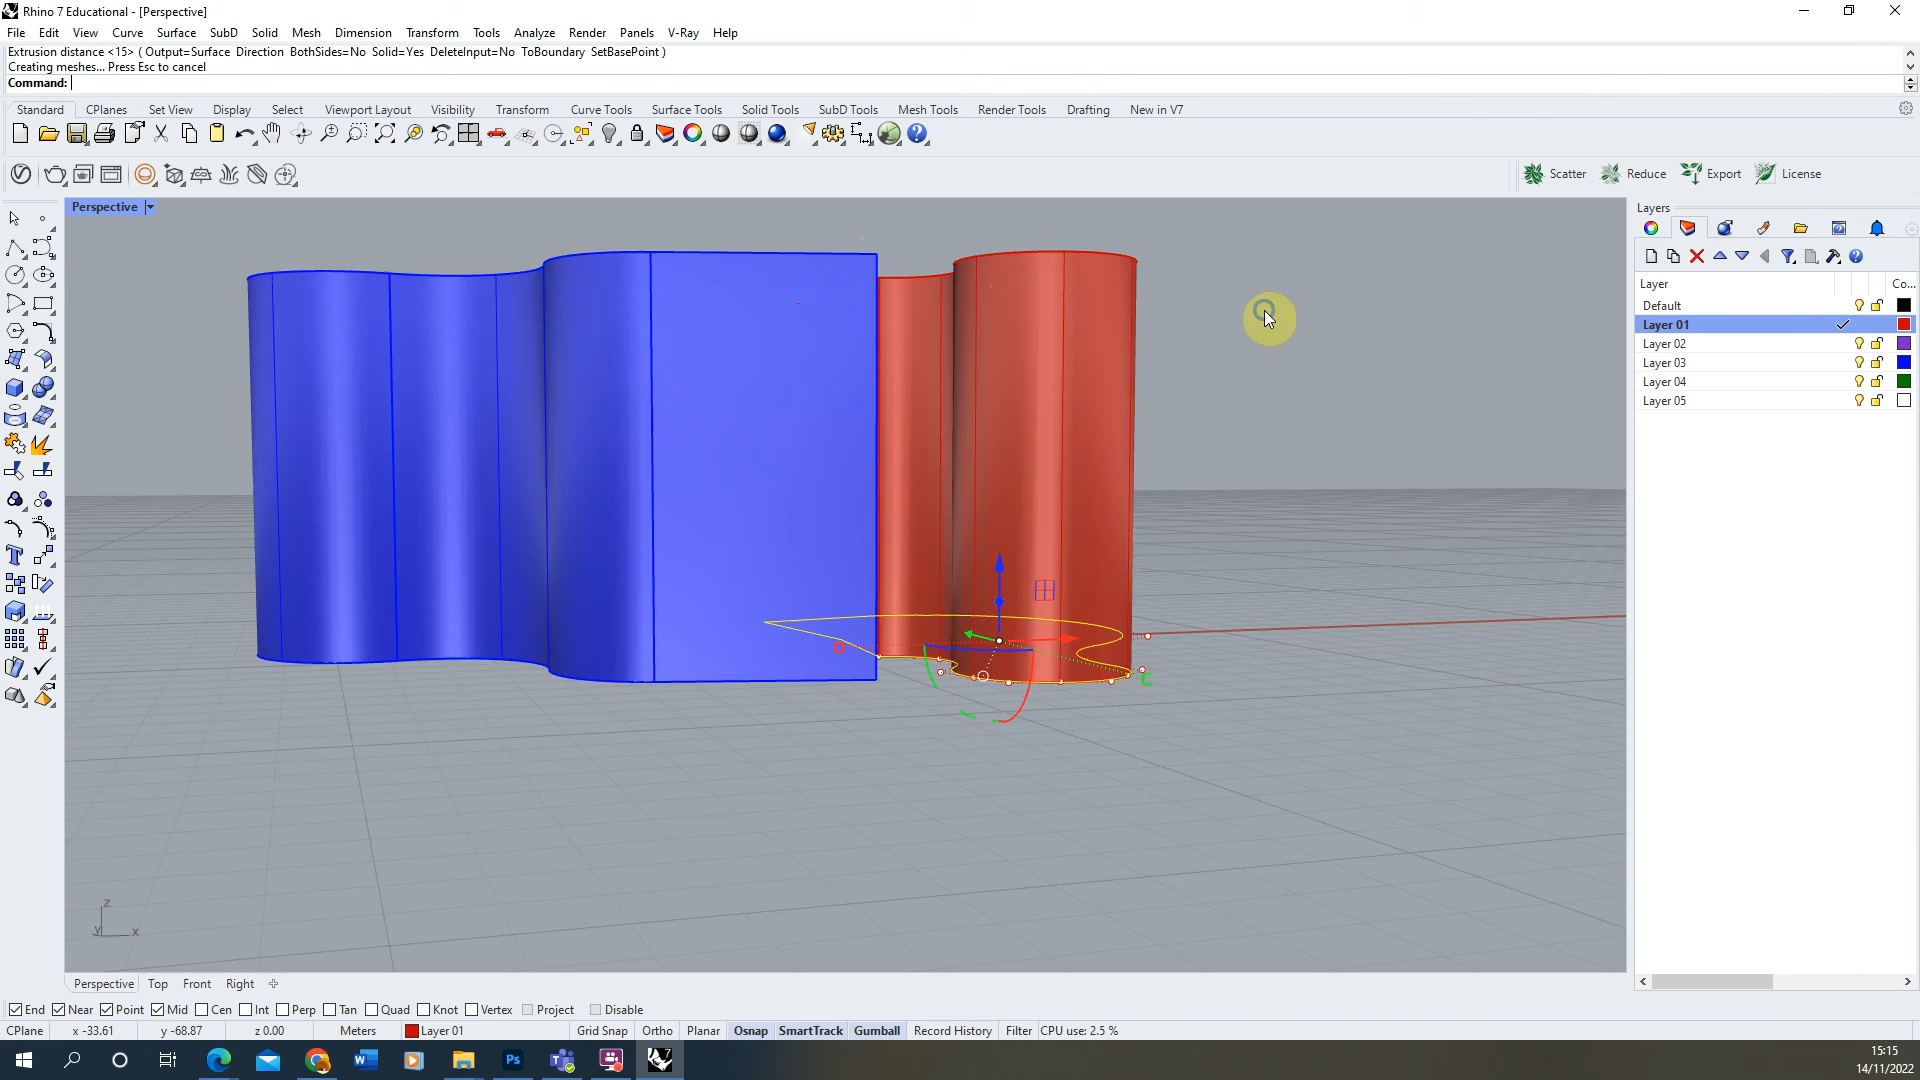 Rhino 7 Educational - [Perspective]
File Edit View Curve Surface SubD Solid Mesh Dimension Transform Tools Analyze Render Panels V-Ray Help
Extrusion distance <15> ( Output=Surface Direction BothSides=No Solid=Yes DeleteInput=No ToBoundary SetBasePoint )
Creating meshes... Press Esc to cancel
Command:
Standard CPlanes Set View Display Select Viewport Layout Visibility Transform Curve Tools Surface Tools Solid Tools SubD Tools Mesh Tools Render Tools Drafting New in V7
Scatter Reduce Export License
Perspective
Layers
Layer Co...
Default
Layer 01
Layer 02
Layer 03
Layer 04
Layer 05
z
y x
Perspective Top Front Right
End Near Point Mid Cen Int Perp Tan Quad Knot Vertex Project Disable
CPlane x -33.61 y -68.87 z 0.00 Meters Layer 01 Grid Snap Ortho Planar Osnap SmartTrack Gumball Record History Filter CPU use: 2.5 %
15:15
14/11/2022